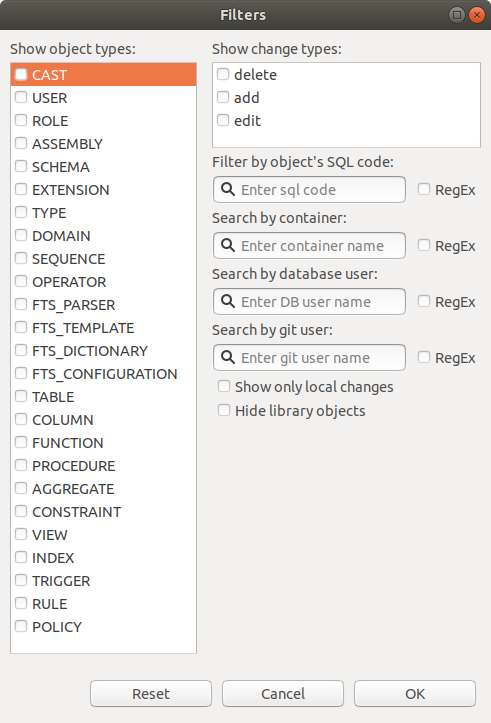 Filters
Show object types:
CAST
USER
ROLE
ASSEMBLY
SCHEMA
EXTENSION
TYPE
DOMAIN
SEQUENCE
OPERATOR
FTS_PARSER
FTS_TEMPLATE
FTS_DICTIONARY
FTS_CONFIGURATION
TABLE
COLUMN
FUNCTION
PROCEDURE
AGGREGATE
CONSTRAINT
VIEW
INDEX
TRIGGER
RULE
POLICY
Show change types:
delete
add
edit
Filter by object's SQL code:
Enter sql code RegEx
Search by container:
Enter container name RegEx
Search by database user:
Enter DB user name RegEx
Search by git user:
Enter git user name RegEx
Show only local changes
Hide library objects
Reset Cancel OK